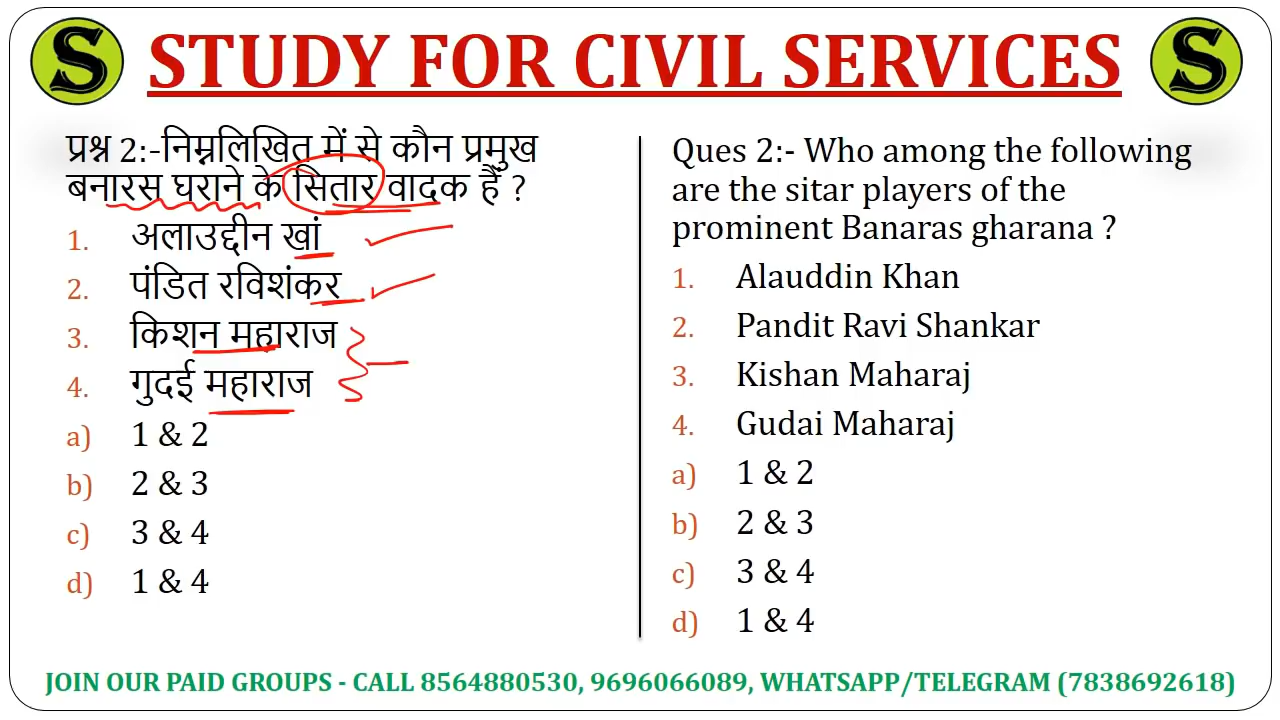 S
STUDY FOR CIVIL SERVICES
S
प्रश्न 2:-निम्नलिखित में से कौन प्रमुख
बनारस घराने के सितार वादक हैं ?
1. अलाउद्दीन खां
2. पंडित रविशंकर
3. किशन महाराज
4. गुदई महाराज
a) 1 & 2
b) 2 & 3
c) 3 & 4
d) 1 & 4
Ques 2:- Who among the following
are the sitar players of the
prominent Banaras gharana ?
1. Alauddin Khan
2. Pandit Ravi Shankar
3. Kishan Maharaj
4. Gudai Maharaj
a) 1 & 2
b) 2 & 3
c) 3 & 4
d) 1 & 4
JOIN OUR PAID GROUPS - CALL 8564880530, 9696066089, WHATSAPP/TELEGRAM (7838692618)